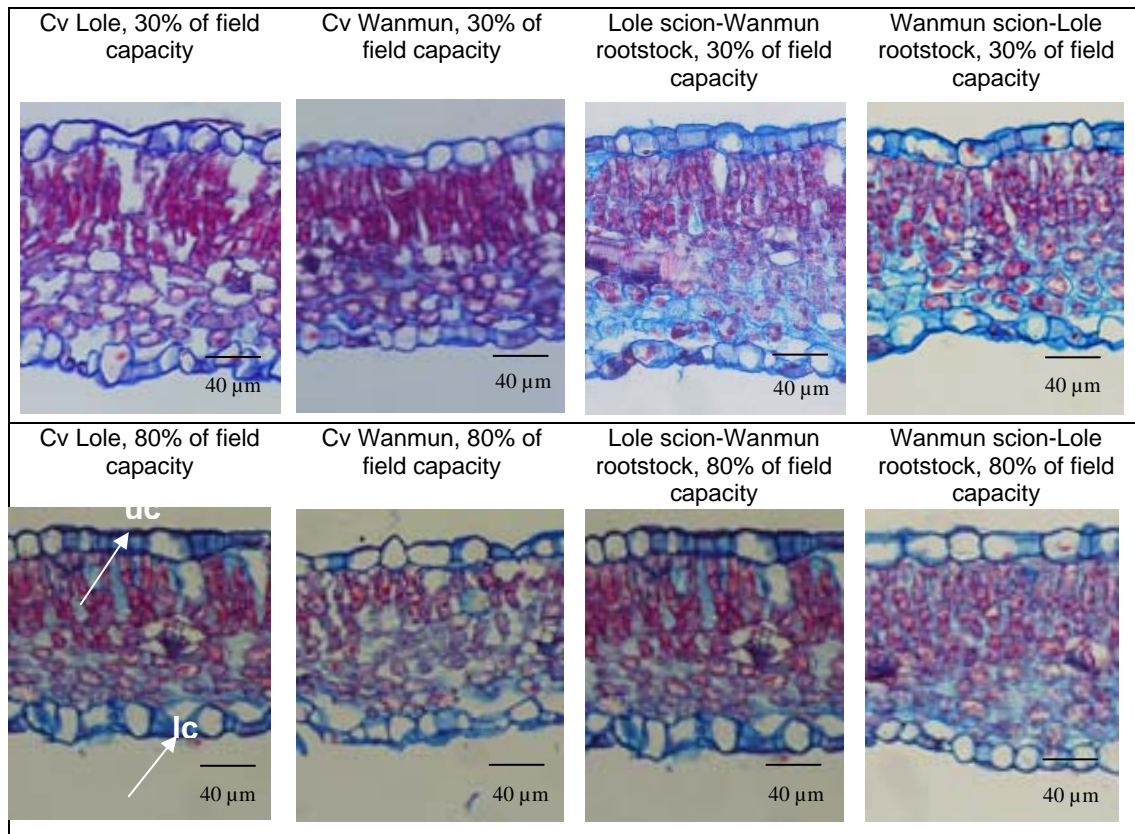 Cv Lole, 30% of field
capacity
Cv Wanmun, 30% of
field capacity
Lole scion-Wanmun
rootstock, 30% of field
capacity
Wanmun scion-Lole
rootstock, 30% of field
capacity
40 µm
40 µm
40 µm
40 µm
Cv Lole, 80% of field
capacity
Cv Wanmun, 80% of
field capacity
Lole scion-Wanmun
rootstock, 80% of field
capacity
Wanmun scion-Lole
rootstock, 80% of field
capacity
uc
lc
40 µm
40 µm
40 µm
40 µm